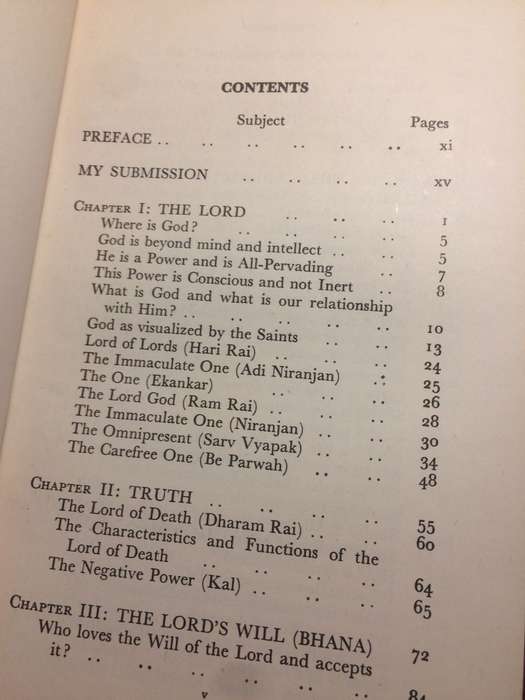 CONTENTS
Subject Pages
PREFACE .. .. .. .. .. .. xi
MY SUBMISSION .. .. .. .. xv
CHAPTER I: THE LORD .. .. .. 1
Where is God? .. .. .. .. 5
God is beyond mind and intellect .. .. 5
He is a Power and is All-Pervading .. 7
This Power is Conscious and not Inert .. 8
What is God and what is our relationship
with Him? .. .. .. .. .. 10
God as visualized by the Saints .. .. 13
Lord of Lords (Hari Rai) .. .. .. 24
The Immaculate One (Adi Niranjan) .. 25
The One (Ekankar) .. .. .. 26
The Lord God (Ram Rai) .. .. .. 28
The Immaculate One (Niranjan) .. .. 30
The Omnipresent (Sarv Vyapak) .. .. 34
The Carefree One (Be Parwah) .. .. 48
CHAPTER II: TRUTH .. .. .. .. 55
The Lord of Death (Dharam Rai) .. .. 60
The Characteristics and Functions of the
Lord of Death .. .. .. .. 64
The Negative Power (Kal) .. .. .. 65
CHAPTER III: THE LORD'S WILL (BHANA) 72
Who loves the Will of the Lord and accepts
it? .. .. .. .. .. .. 84
v